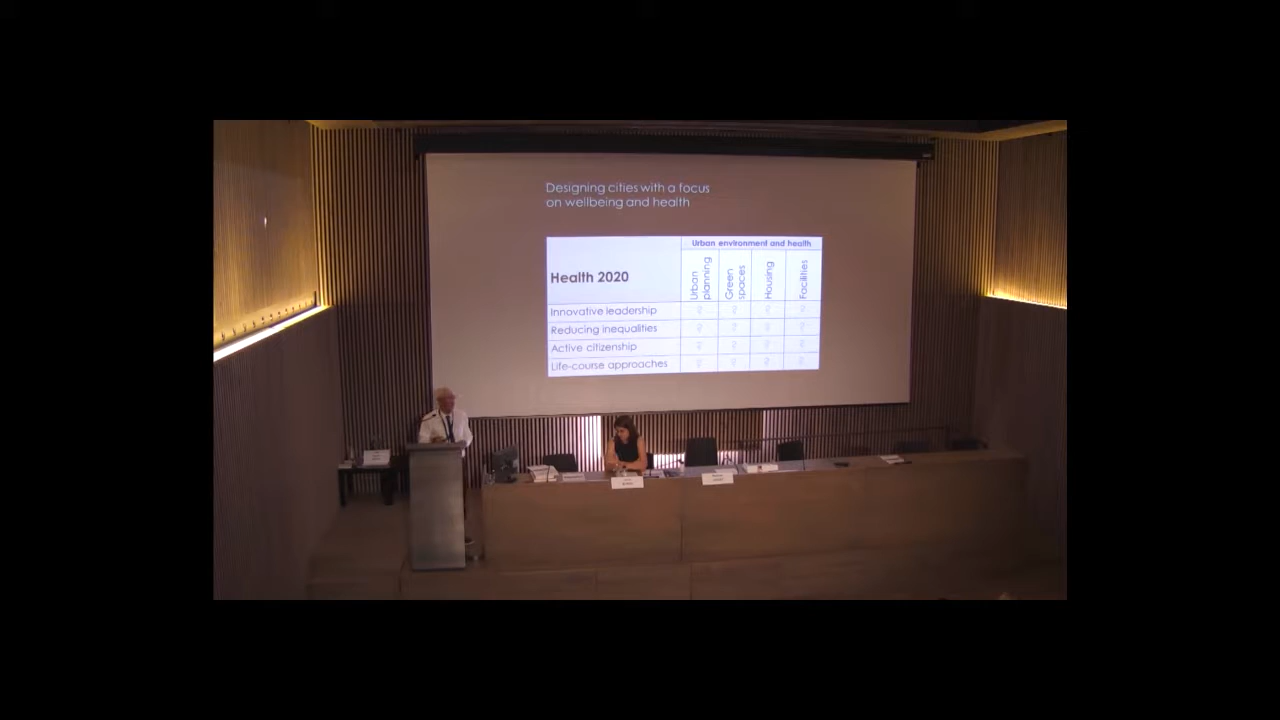 Designing cities with a focus
on wellbeing and health
Urban environment and health
Health 2020
Urban planning
Green spaces
Housing
Facilities
Innovative leadership
? ? ? ?
Reducing inequalities
? ? ? ?
Active citizenship
? ? ? ?
Life-course approaches
? ? ? ?